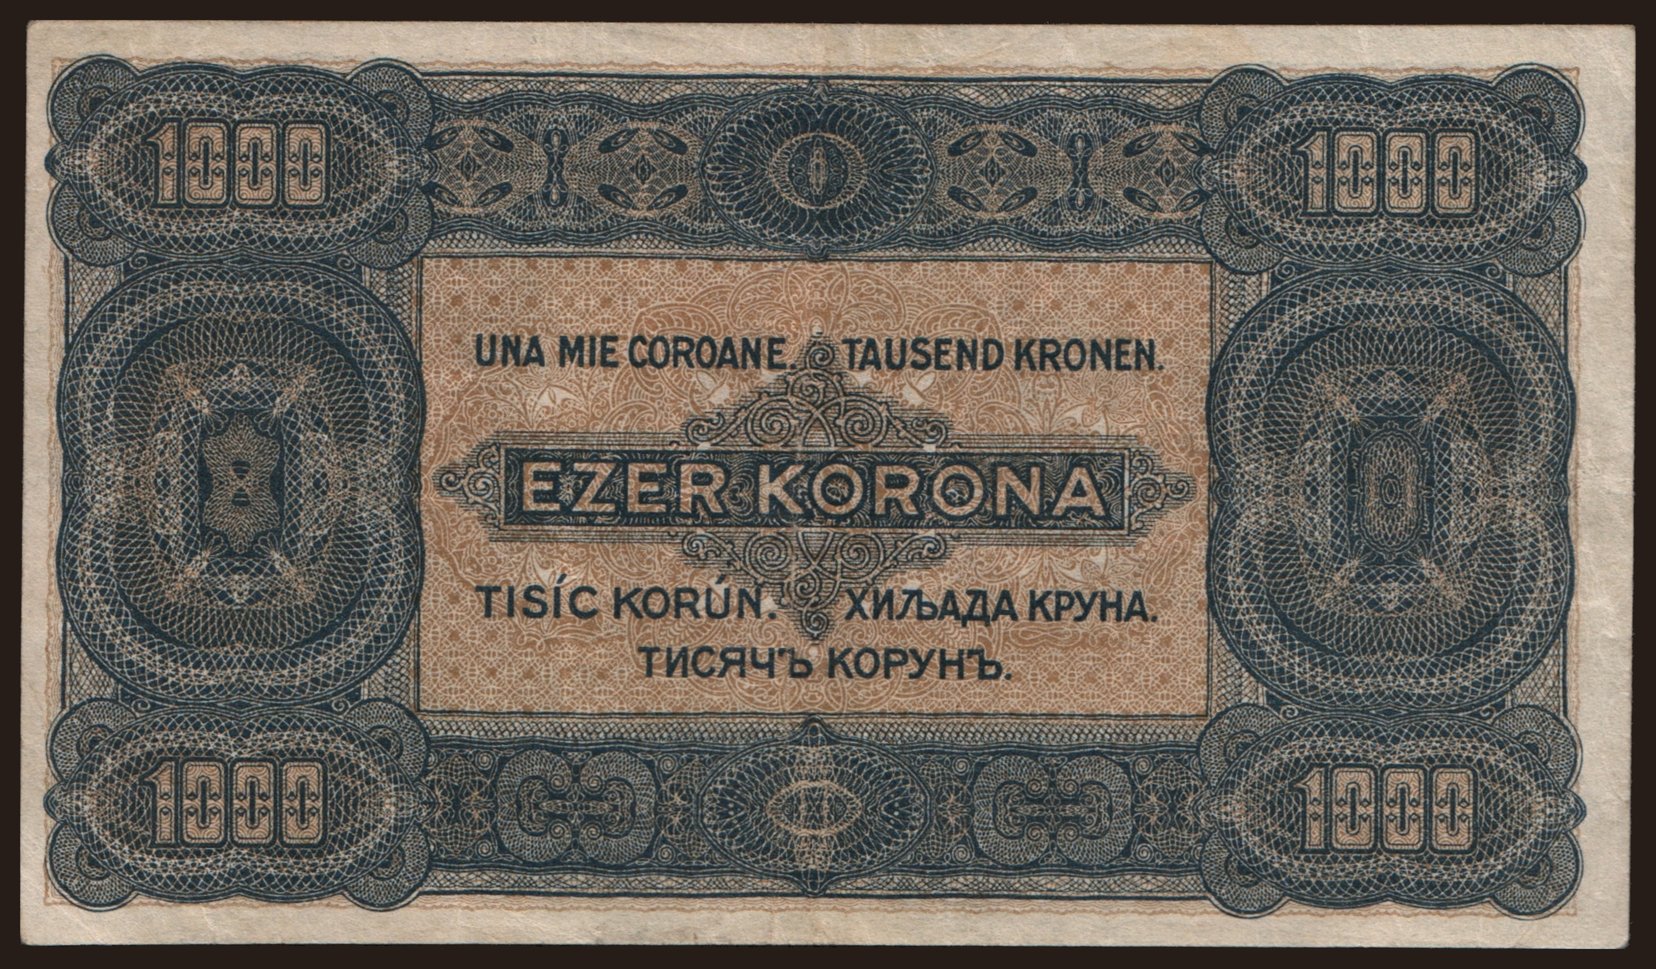 1000 1000
UNA MIE COROANE. TAUSEND KRONEN.
EZER KORONA
TISÍC KORÚN. ХИЉАДА КРУНА.
ТИСЯЧЪ КОРУНЪ.
1000 1000